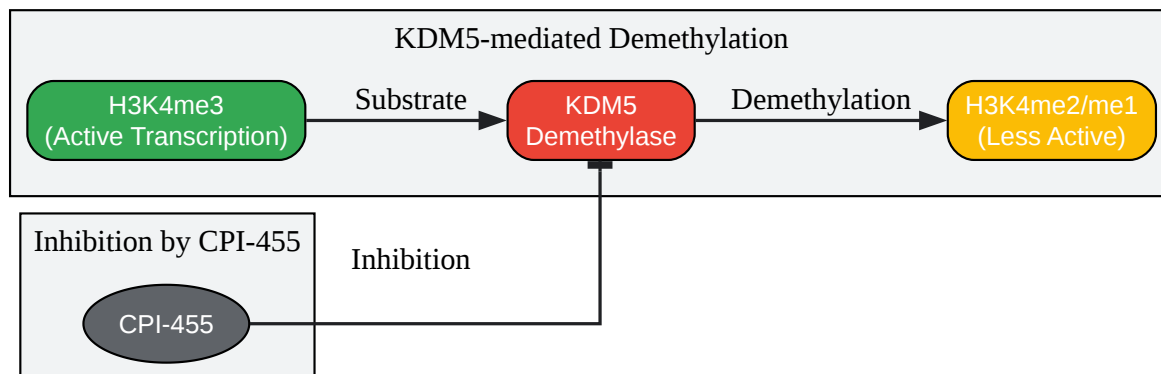 KDM5-mediated Demethylation
H3K4me3
(Active Transcription)
Substrate
KDM5
Demethylase
Demethylation
H3K4me2/me1
(Less Active)
Inhibition by CPI-455
Inhibition
CPI-455